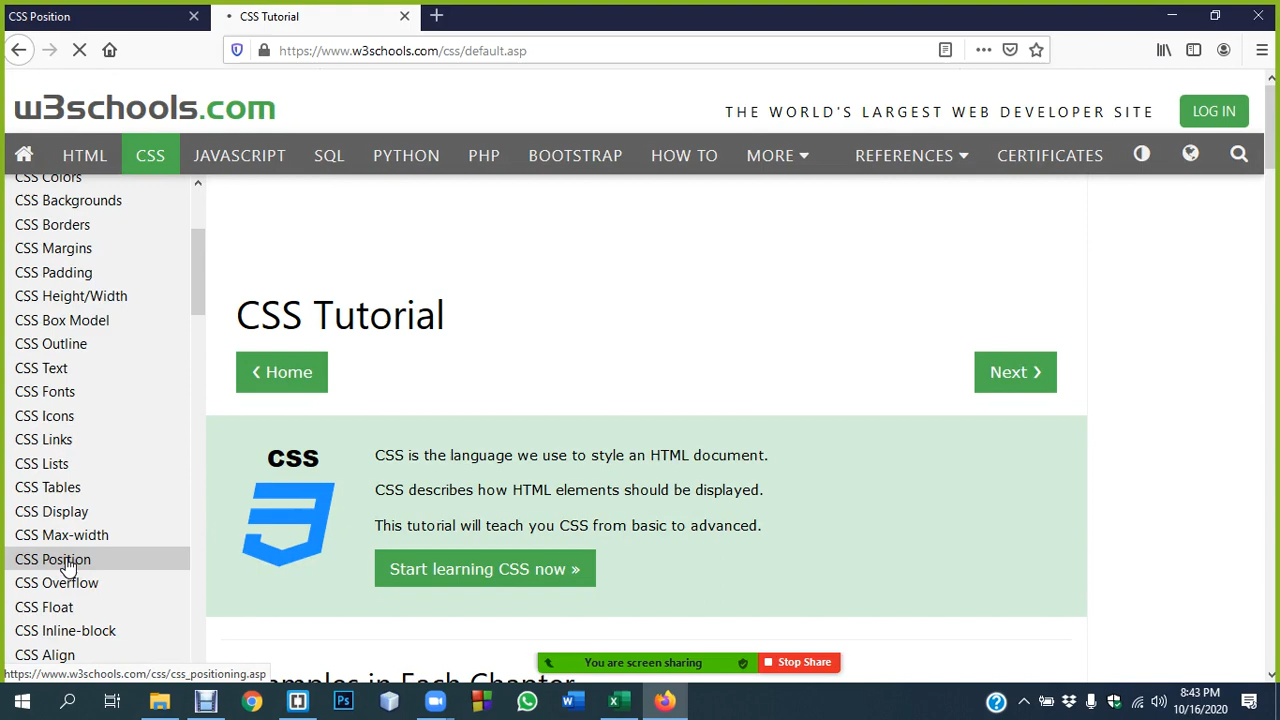 CSS Position
CSS Tutorial
https://www.w3schools.com/css/default.asp
w3schools.com
THE WORLD'S LARGEST WEB DEVELOPER SITE
LOG IN
HTML CSS JAVASCRIPT SQL PYTHON PHP BOOTSTRAP HOW TO MORE REFERENCES CERTIFICATES
CSS Colors
CSS Backgrounds
CSS Borders
CSS Margins
CSS Padding
CSS Height/Width
CSS Box Model
CSS Outline
CSS Text
CSS Fonts
CSS Icons
CSS Links
CSS Lists
CSS Tables
CSS Display
CSS Max-width
CSS Position
CSS Overflow
CSS Float
CSS Inline-block
CSS Align
https://www.w3schools.com/css/css_positioning.asp
CSS Tutorial
❮ Home
Next ❯
CSS
CSS is the language we use to style an HTML document.
CSS describes how HTML elements should be displayed.
This tutorial will teach you CSS from basic to advanced.
Start learning CSS now »
amples in Each Chapter
You are screen sharing
Stop Share
Ps
8:43 PM
10/16/2020